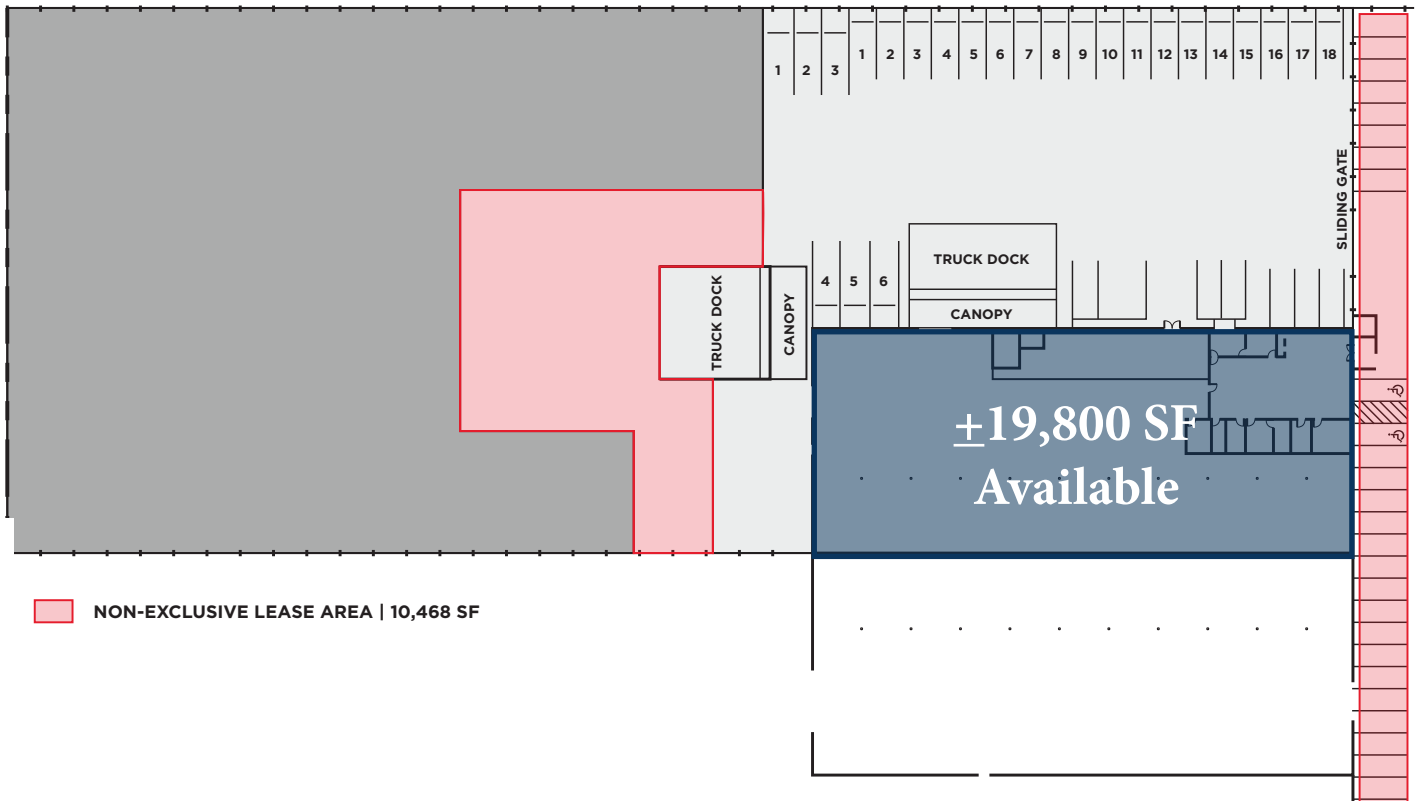 1 2 3 1 2 3 4 5 6 7 8 9 10 11 12 13 14 15 16 17 18
SLIDING GATE
TRUCK DOCK
CANOPY
4 5 6
TRUCK DOCK
CANOPY
±19,800 SF
Available
NON-EXCLUSIVE LEASE AREA | 10,468 SF